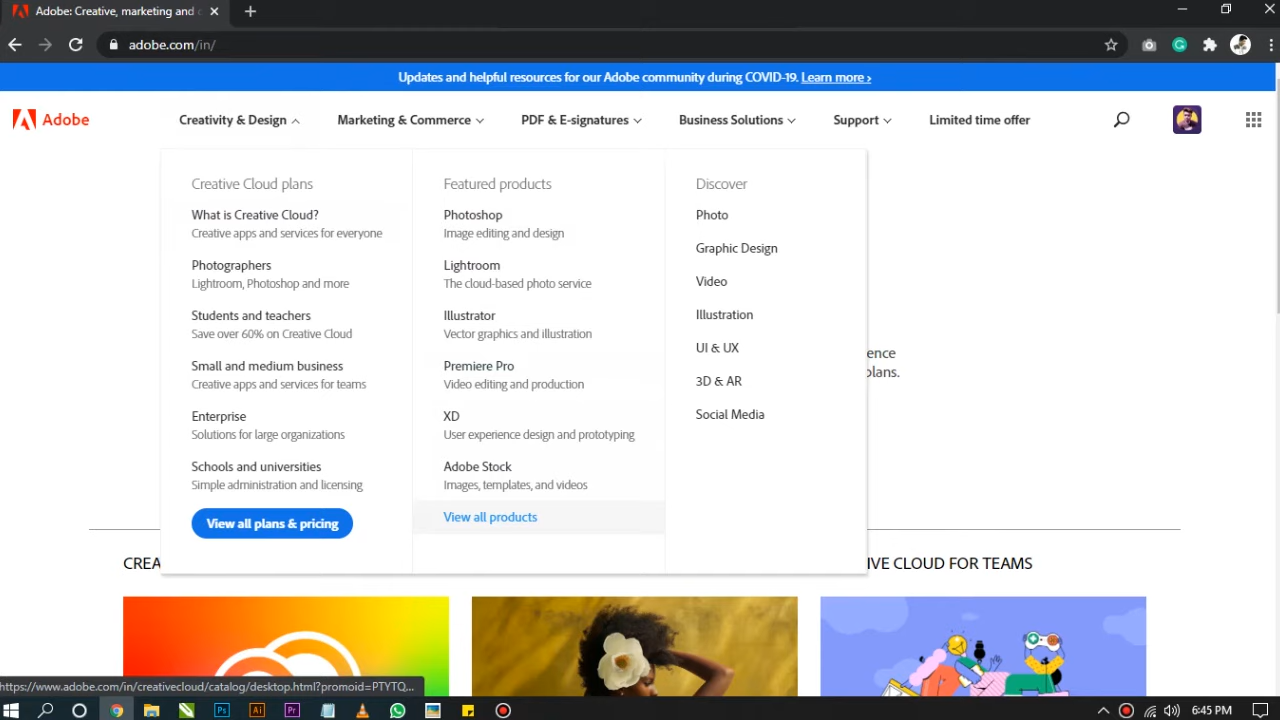 Adobe: Creative, marketing and
adobe.com/in/
Updates and helpful resources for our Adobe community during COVID-19. Learn more ›
Adobe
Creativity & Design
Marketing & Commerce
PDF & E-signatures
Business Solutions
Support
Limited time offer
Creative Cloud plans
What is Creative Cloud?
Creative apps and services for everyone
Photographers
Lightroom, Photoshop and more
Students and teachers
Save over 60% on Creative Cloud
Small and medium business
Creative apps and services for teams
Enterprise
Solutions for large organizations
Schools and universities
Simple administration and licensing
View all plans & pricing
Featured products
Photoshop
Image editing and design
Lightroom
The cloud-based photo service
Illustrator
Vector graphics and illustration
Premiere Pro
Video editing and production
XD
User experience design and prototyping
Adobe Stock
Images, templates, and videos
View all products
Discover
Photo
Graphic Design
Video
Illustration
UI & UX
3D & AR
Social Media
ence
plans.
CREA
IVE CLOUD FOR TEAMS
https://www.adobe.com/in/creativecloud/catalog/desktop.html?promoid=PTYTQ...
Ps
Ai
Pr
6:45 PM